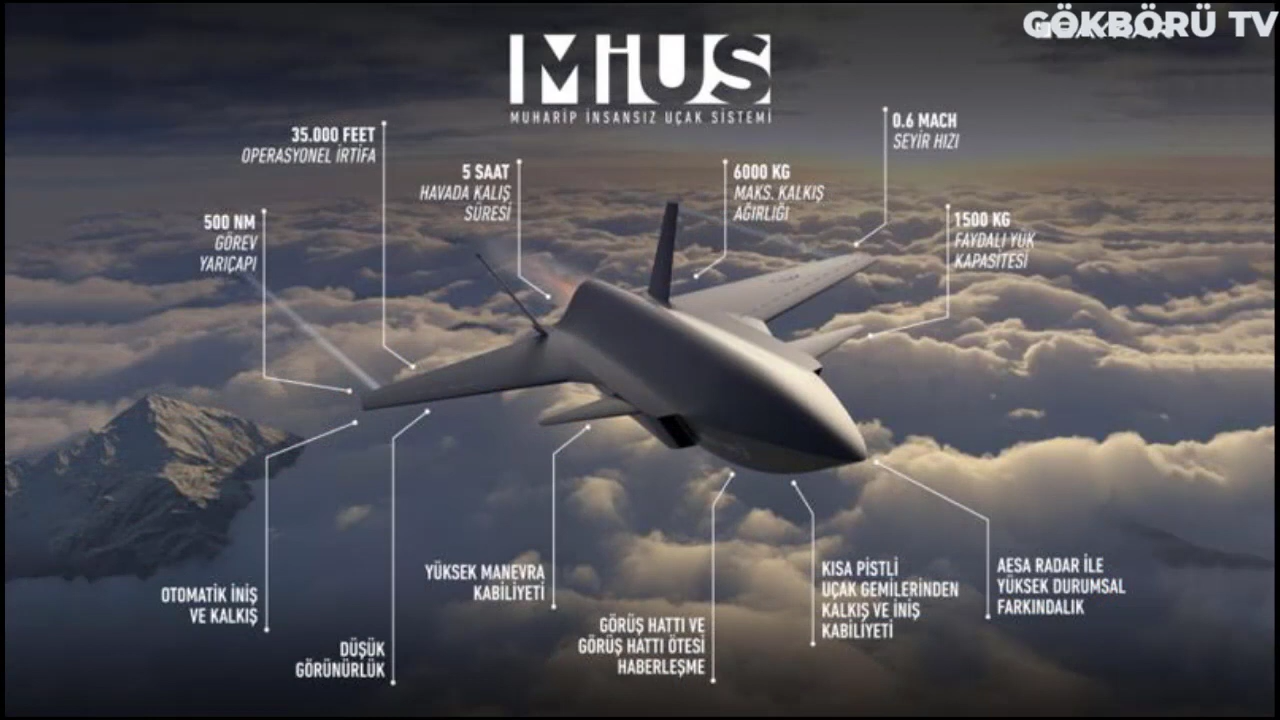 GÖKBÖRÜ TV
MİUS
MUHARİP İNSANSIZ UÇAK SİSTEMİ
35.000 FEET
OPERASYONEL İRTİFA
5 SAAT
HAVADA KALIŞ
SÜRESİ
6000 KG
MAKS. KALKIŞ
AĞIRLIĞI
0.6 MACH
SEYİR HIZI
500 NM
GÖREV
YARIÇAPI
1500 KG
FAYDALI YÜK
KAPASİTESİ
OTOMATİK İNİŞ
VE KALKIŞ
DÜŞÜK
GÖRÜNÜRLÜK
YÜKSEK MANEVRA
KABİLİYETİ
GÖRÜŞ HATTI VE
GÖRÜŞ HATTI ÖTESİ
HABERLEŞME
KISA PİSTLİ
UÇAK GEMİLERİNDEN
KALKIŞ VE İNİŞ
KABİLİYETİ
AESA RADAR İLE
YÜKSEK DURUMSAL
FARKINDALIK